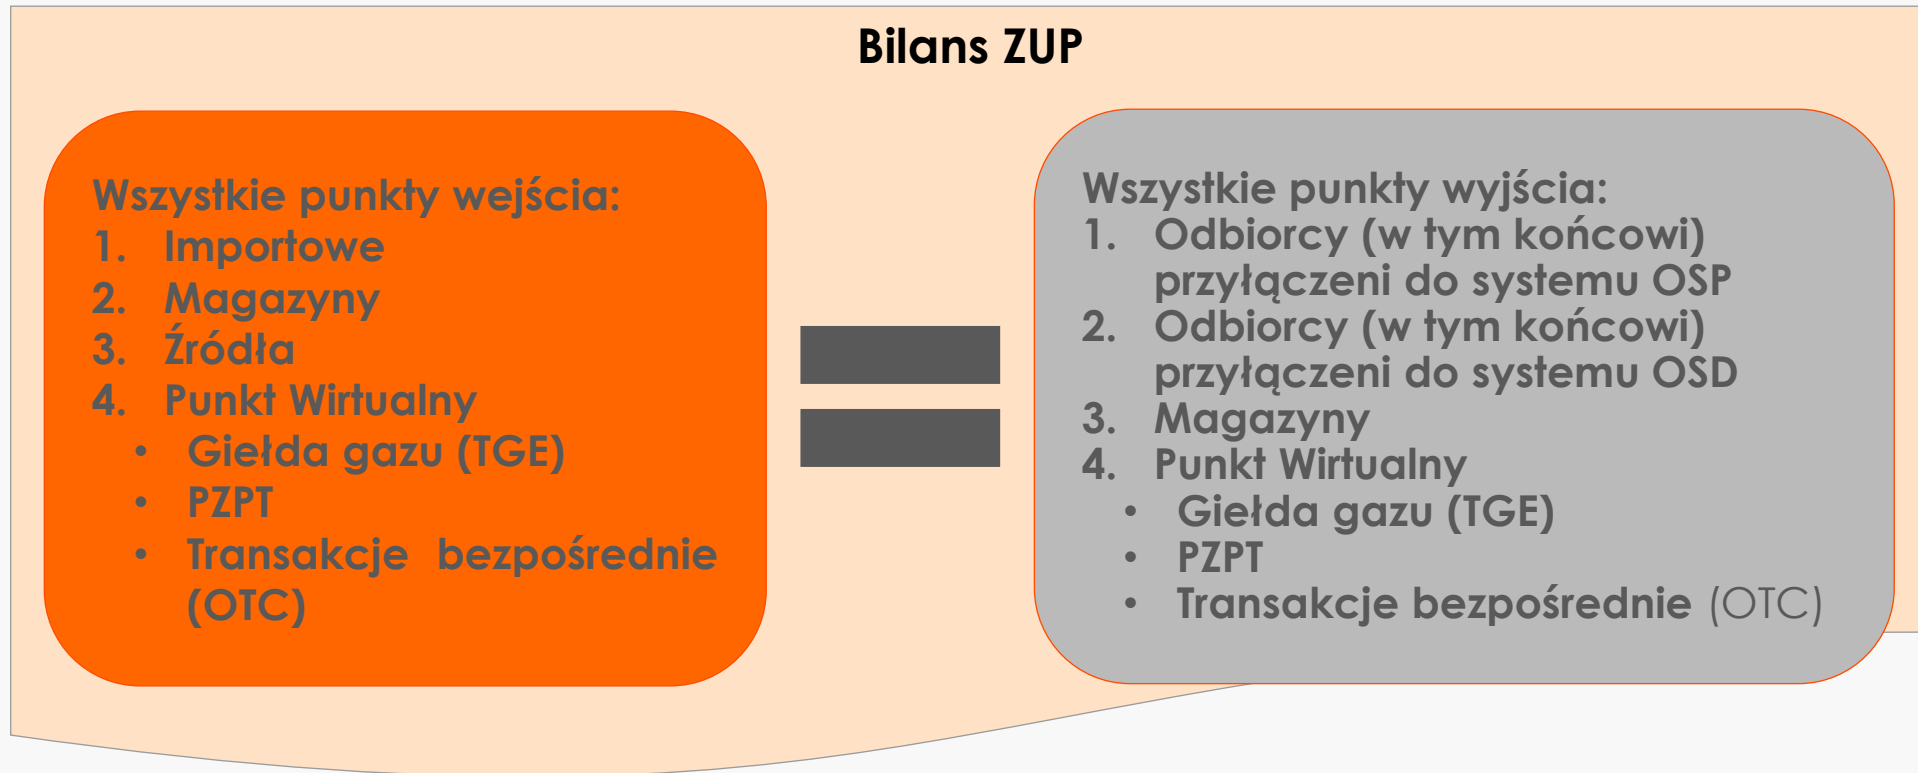 Bilans ZUP
Wszystkie punkty wejścia:
1. Importowe
2. Magazyny
3. Źródła
4. Punkt Wirtualny
• Giełda gazu (TGE)
• PZPT
• Transakcje bezpośrednie
(OTC)
Wszystkie punkty wyjścia:
1. Odbiorcy (w tym końcowi)
przyłączeni do systemu OSP
2. Odbiorcy (w tym końcowi)
przyłączeni do systemu OSD
3. Magazyny
4. Punkt Wirtualny
• Giełda gazu (TGE)
• PZPT
• Transakcje bezpośrednie (OTC)